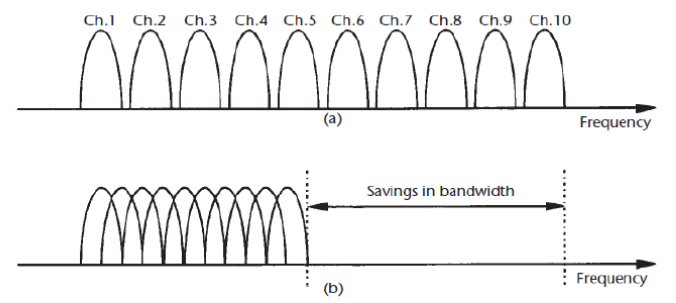 Ch.1 Ch.2 Ch.3 Ch.4 Ch.5 Ch.6 Ch.7 Ch.8 Ch.9 Ch.10
(a)
Frequency
Savings in bandwidth
Frequency
(b)